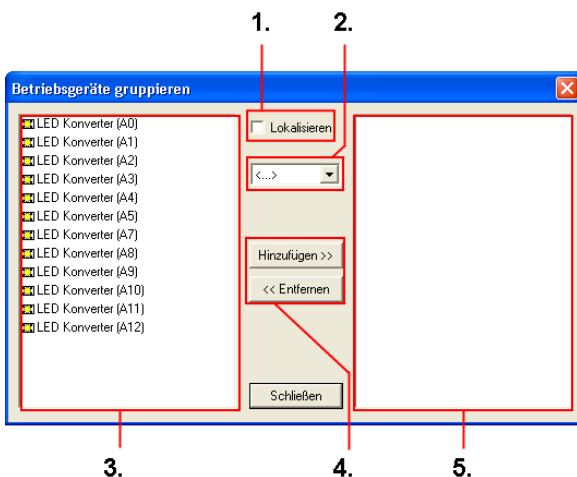 1. 2.
Betriebsgeräte gruppieren
LED Konverter (A0)
LED Konverter (A1)
LED Konverter (A2)
LED Konverter (A3)
LED Konverter (A4)
LED Konverter (A5)
LED Konverter (A7)
LED Konverter (A8)
LED Konverter (A9)
LED Konverter (A10)
LED Konverter (A11)
LED Konverter (A12)
Lokalisieren
<...>
Hinzufügen >>
<< Entfernen
Schließen
3. 4. 5.